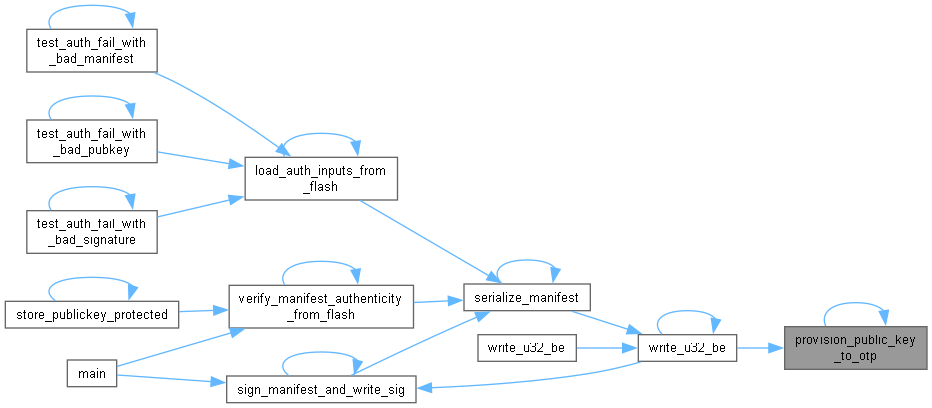 test_auth_fail_with
_bad_manifest
test_auth_fail_with
_bad_pubkey
load_auth_inputs_from
_flash
test_auth_fail_with
_bad_signature
serialize_manifest
verify_manifest_authenticity
_from_flash
store_publickey_protected
provision_public_key
_to_otp
write_u32_be
write_u32_be
main
sign_manifest_and_write_sig